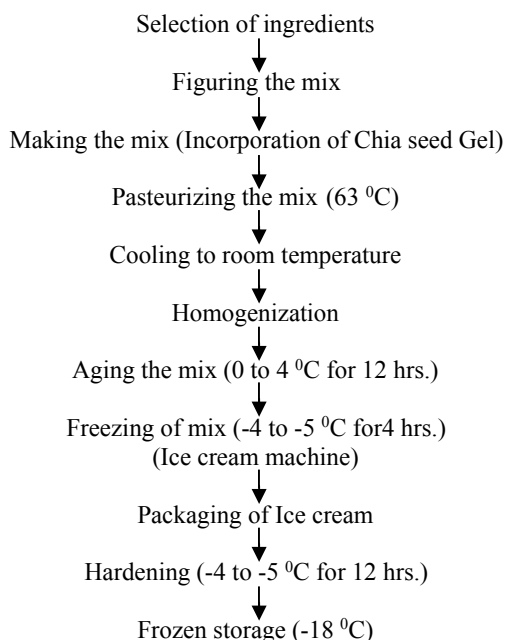 Selection of ingredients
Figuring the mix
Making the mix (Incorporation of Chia seed Gel)
Pasteurizing the mix (63 ⁰C)
Cooling to room temperature
Homogenization
Aging the mix (0 to 4 ⁰C for 12 hrs.)
Freezing of mix (-4 to -5 ⁰C for4 hrs.)
(Ice cream machine)
Packaging of Ice cream
Hardening (-4 to -5 ⁰C for 12 hrs.)
Frozen storage (-18 ⁰C)